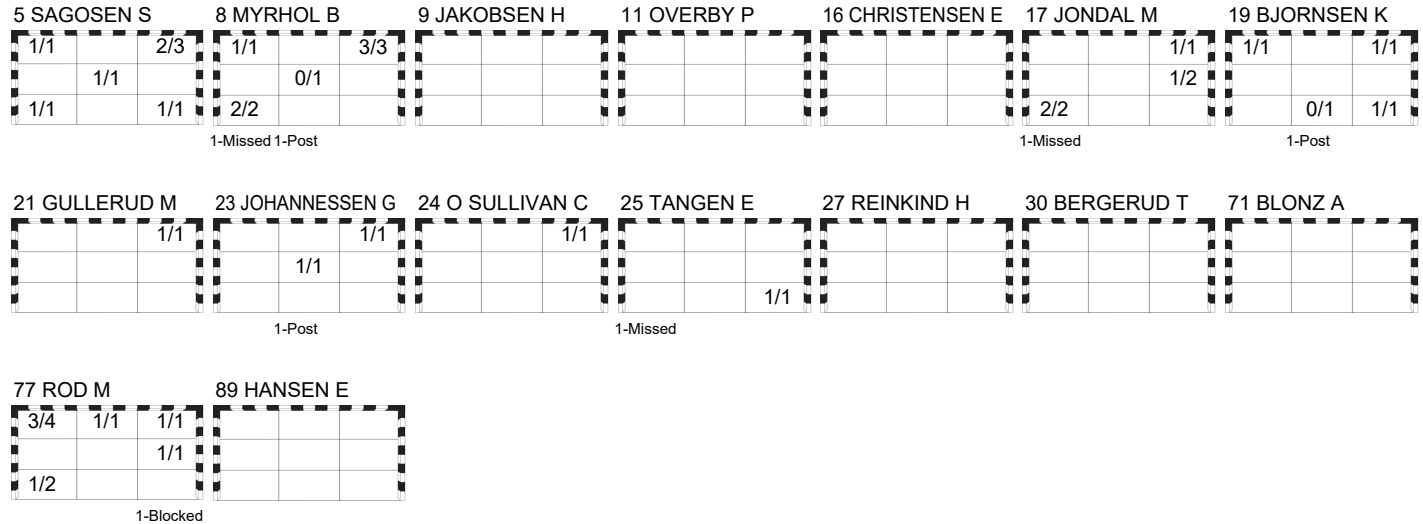 5 SAGOSEN S 8 MYRHOL B 9 JAKOBSEN H 11 OVERBY P 16 CHRISTENSEN E 17 JONDAL M 19 BJORNSEN K
1/1 2/3 1/1 3/3 1/1 1/1 1/1
1/1 0/1 1/2
1/1 1/1 2/2 2/2 0/1 1/1
1-Missed 1-Post 1-Missed 1-Post
21 GULLERUD M 23 JOHANNESSEN G 24 O SULLIVAN C 25 TANGEN E 27 REINKIND H 30 BERGERUD T 71 BLONZ A
1/1 1/1 1/1
1/1
1/1
1-Post 1-Missed
77 ROD M 89 HANSEN E
3/4 1/1 1/1
1/1
1/2
1-Blocked